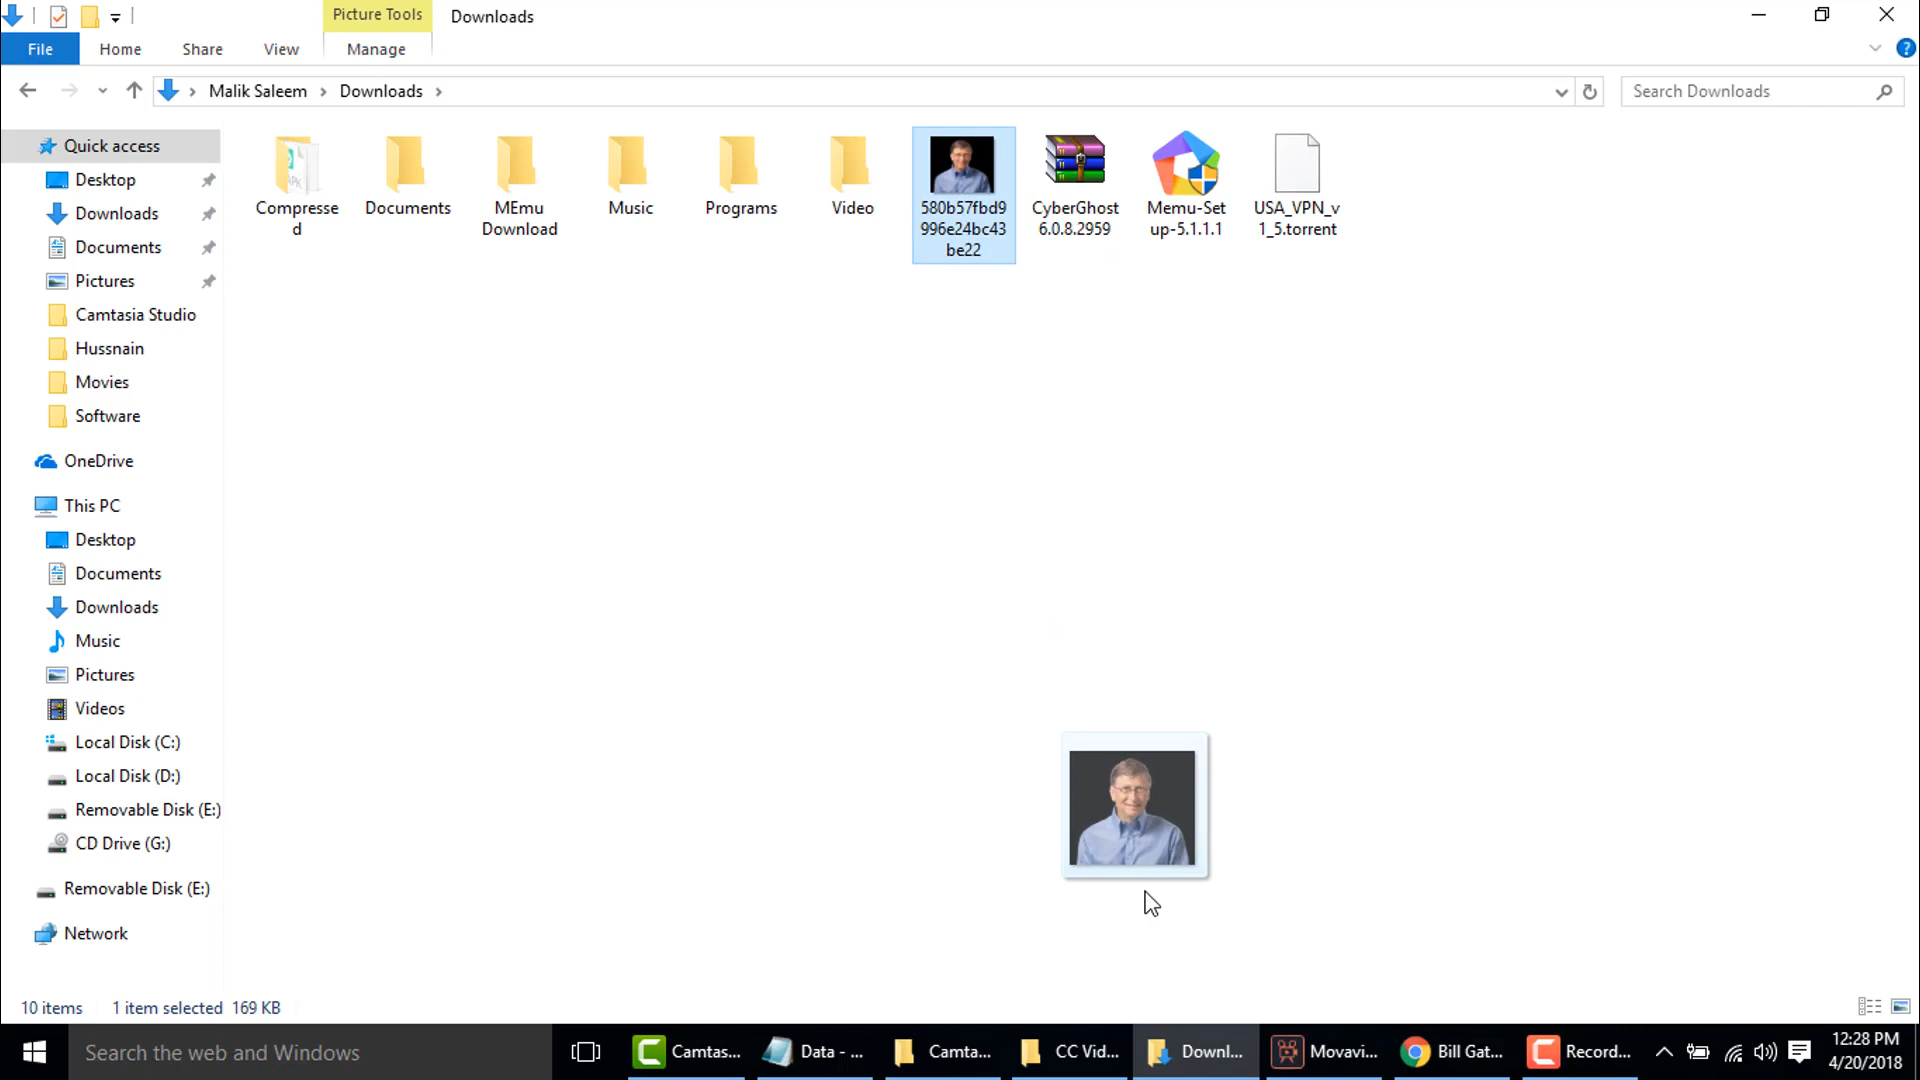 Picture Tools
Downloads
File
Home
Share
View
Manage
Malik Saleem
Downloads
Search Downloads
Quick access
Desktop
Downloads
Documents
Pictures
Camtasia Studio
Hussnain
Movies
Software
OneDrive
This PC
Desktop
Documents
Downloads
Music
Pictures
Videos
Local Disk (C:)
Local Disk (D:)
Removable Disk (E:)
CD Drive (G:)
Removable Disk (E:)
Network
Compresse
d
Documents
MEmu
Download
Music
Programs
Video
580b57fbd9
996e24bc43
be22
CyberGhost
6.0.8.2959
Memu-Set
up-5.1.1.1
USA_VPN_v
1_5.torrent
10 items
1 item selected 169 KB
Search the web and Windows
Camtas...
Data - ...
Camta...
CC Vid...
Downl...
Movavi...
Bill Gat...
Record...
12:28 PM
4/20/2018